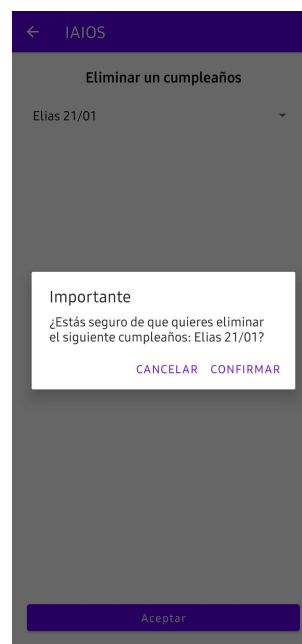 IAIOS
Eliminar un cumpleaños
Elias 21/01
Importante
¿Estás seguro de que quieres eliminar
el siguiente cumpleaños: Elias 21/01?
CANCELAR CONFIRMAR
Aceptar